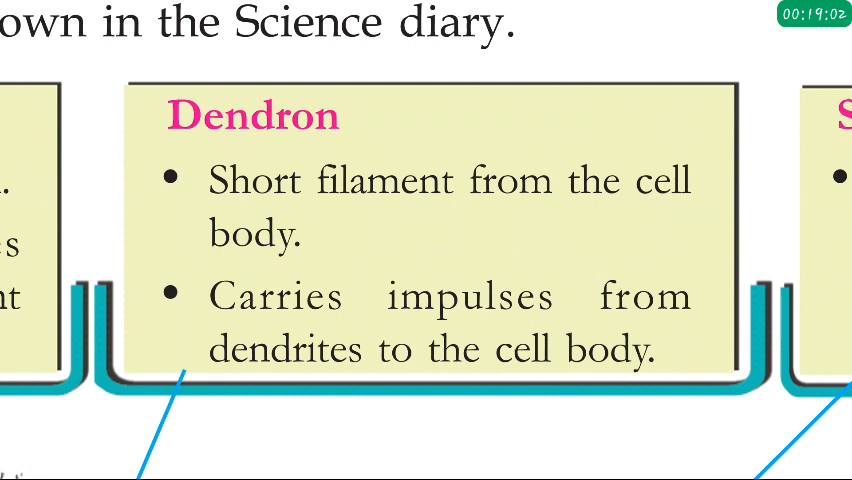 own in the Science diary.
00:19:02
Dendron
• Short filament from the cell
body.
• Carries impulses from
dendrites to the cell body.